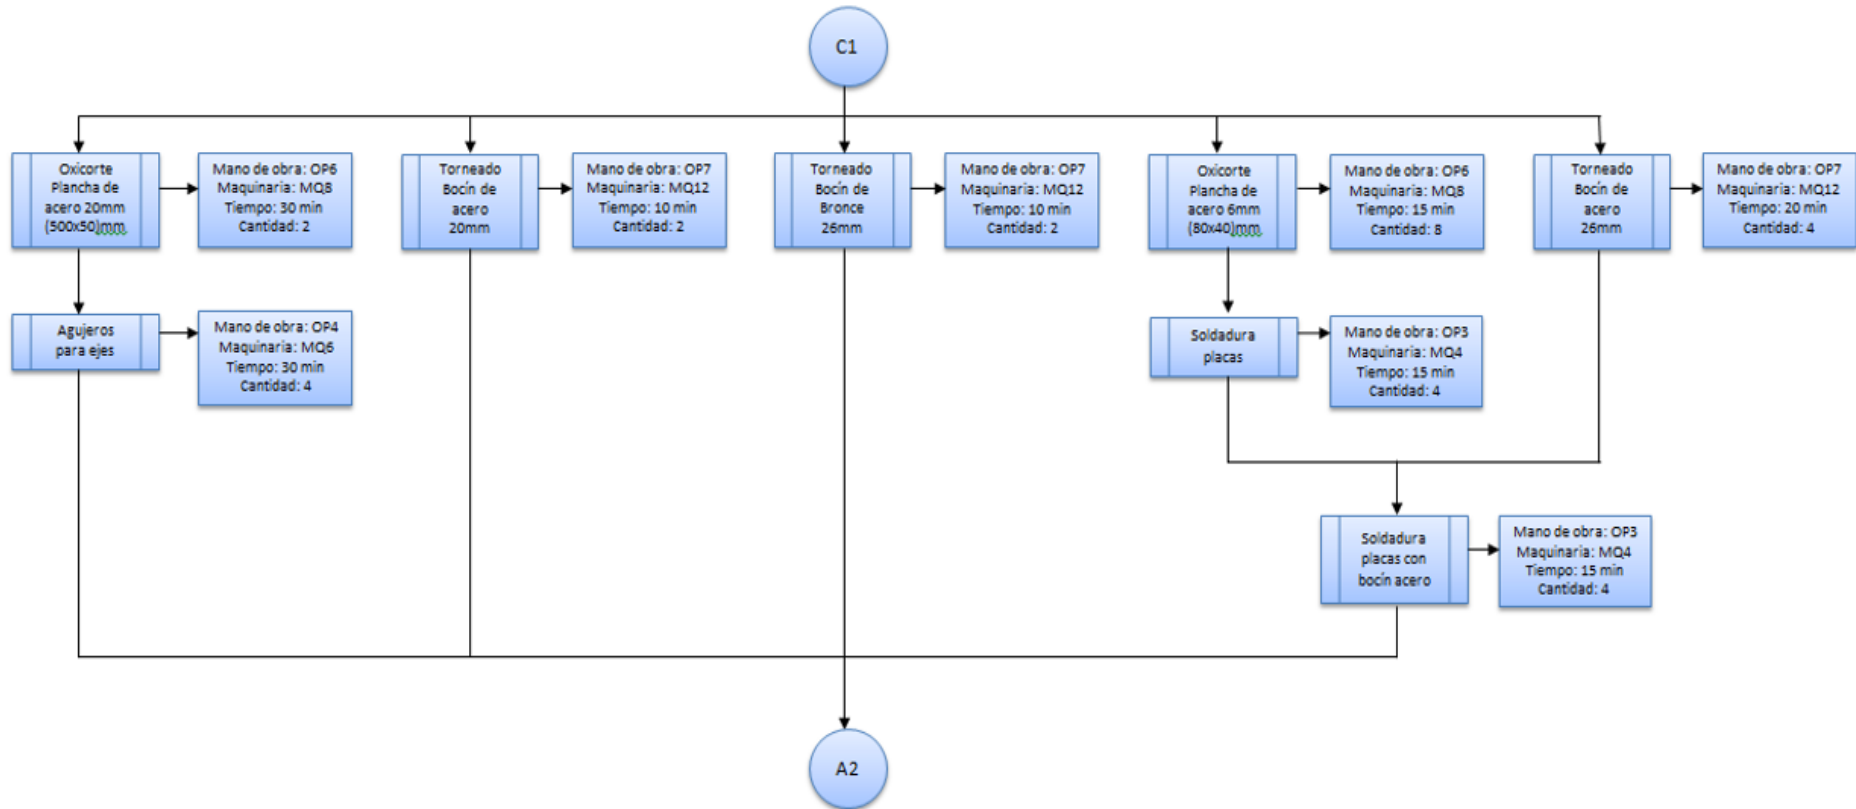 C1
Oxicorte
Plancha de
acero 20mm
(500x50)mm
Mano de obra: OP6
Maquinaria: MQ8
Tiempo: 30 min
Cantidad: 2
Torneado
Bocín de
acero
20mm
Mano de obra: OP7
Maquinaria: MQ12
Tiempo: 10 min
Cantidad: 2
Torneado
Bocín de
Bronce
26mm
Mano de obra: OP7
Maquinaria: MQ12
Tiempo: 10 min
Cantidad: 2
Oxicorte
Plancha de
acero 6mm
(80x40)mm
Mano de obra: OP6
Maquinaria: MQ8
Tiempo: 15 min
Cantidad: 8
Torneado
Bocín de
acero
26mm
Mano de obra: OP7
Maquinaria: MQ12
Tiempo: 20 min
Cantidad: 4
Agujeros
para ejes
Mano de obra: OP4
Maquinaria: MQ6
Tiempo: 30 min
Cantidad: 4
Soldadura
placas
Mano de obra: OP3
Maquinaria: MQ4
Tiempo: 15 min
Cantidad: 4
Soldadura
placas con
bocín acero
Mano de obra: OP3
Maquinaria: MQ4
Tiempo: 15 min
Cantidad: 4
A2